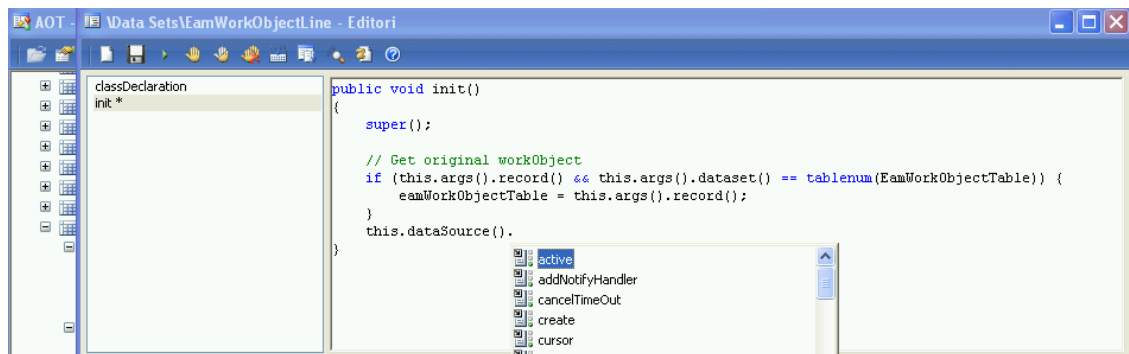 AOT - \Data Sets\EamWorkObjectLine - Editori
classDeclaration
init *
public void init()
{
super();
// Get original workObject
if (this.args().record() && this.args().dataset() == tablenum(EamWorkObjectTable)) {
eamWorkObjectTable = this.args().record();
}
this.dataSource().
}
active
addNotifyHandler
cancelTimeOut
create
cursor